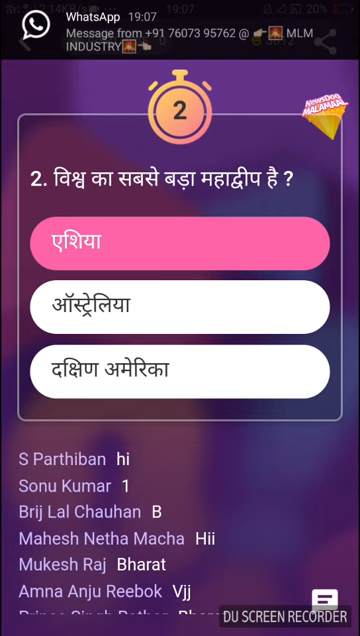 WhatsApp 19:07
Message from +91 76073 95762 @ 👉🎇 MLM
INDUSTRY🎇👈
2
NewsDog
MALAMAAL
2. विश्व का सबसे बड़ा महाद्वीप है ?
एशिया
ऑस्ट्रेलिया
दक्षिण अमेरिका
S Parthiban hi
Sonu Kumar 1
Brij Lal Chauhan B
Mahesh Netha Macha Hii
Mukesh Raj Bharat
Amna Anju Reebok Vjj
DU SCREEN RECORDER